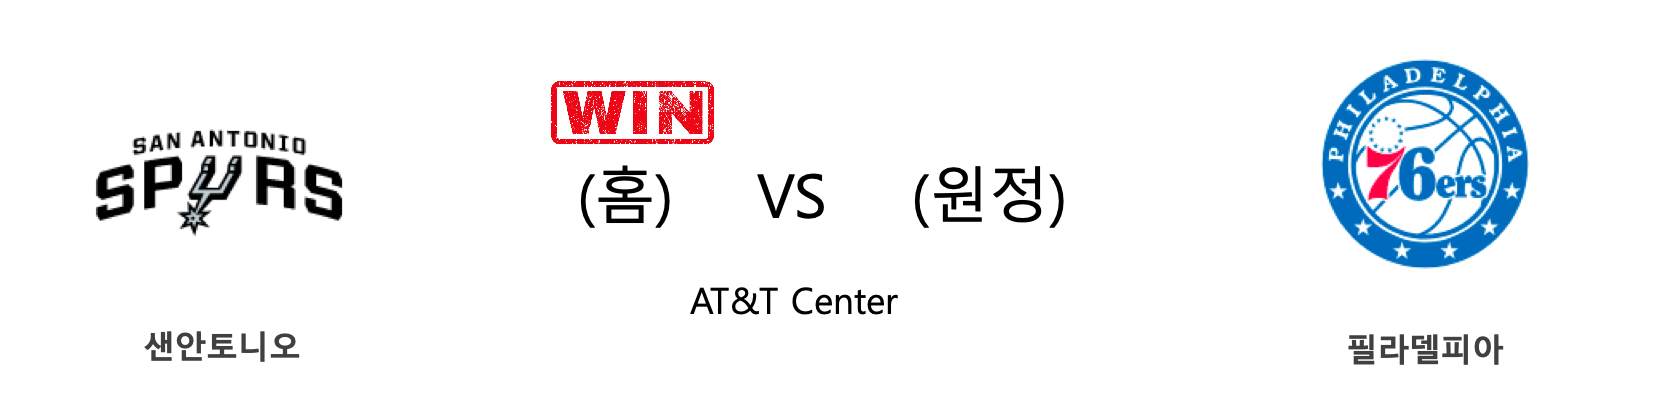 SAN ANTONIO
SPURS
WIN
(홈) VS (원정)
AT&T Center
샌안토니오
PHILADELPHIA
76ers
필라델피아